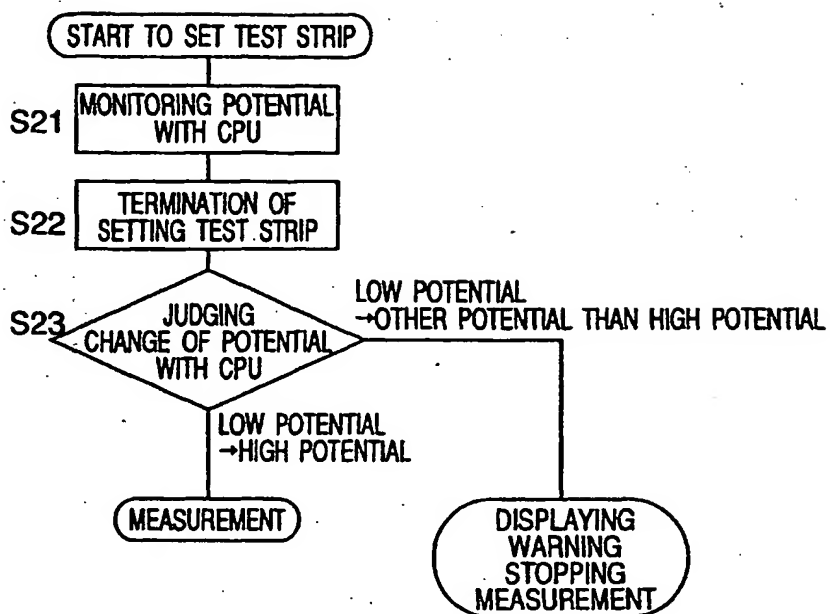 START TO SET TEST STRIP
S21
MONITORING POTENTIAL
WITH CPU
S22
TERMINATION OF
SETTING TEST STRIP
S23
JUDGING
CHANGE OF POTENTIAL
WITH CPU
LOW POTENTIAL
→OTHER POTENTIAL THAN HIGH POTENTIAL
LOW POTENTIAL
→HIGH POTENTIAL
MEASUREMENT
DISPLAYING
WARNING
STOPPING
MEASUREMENT